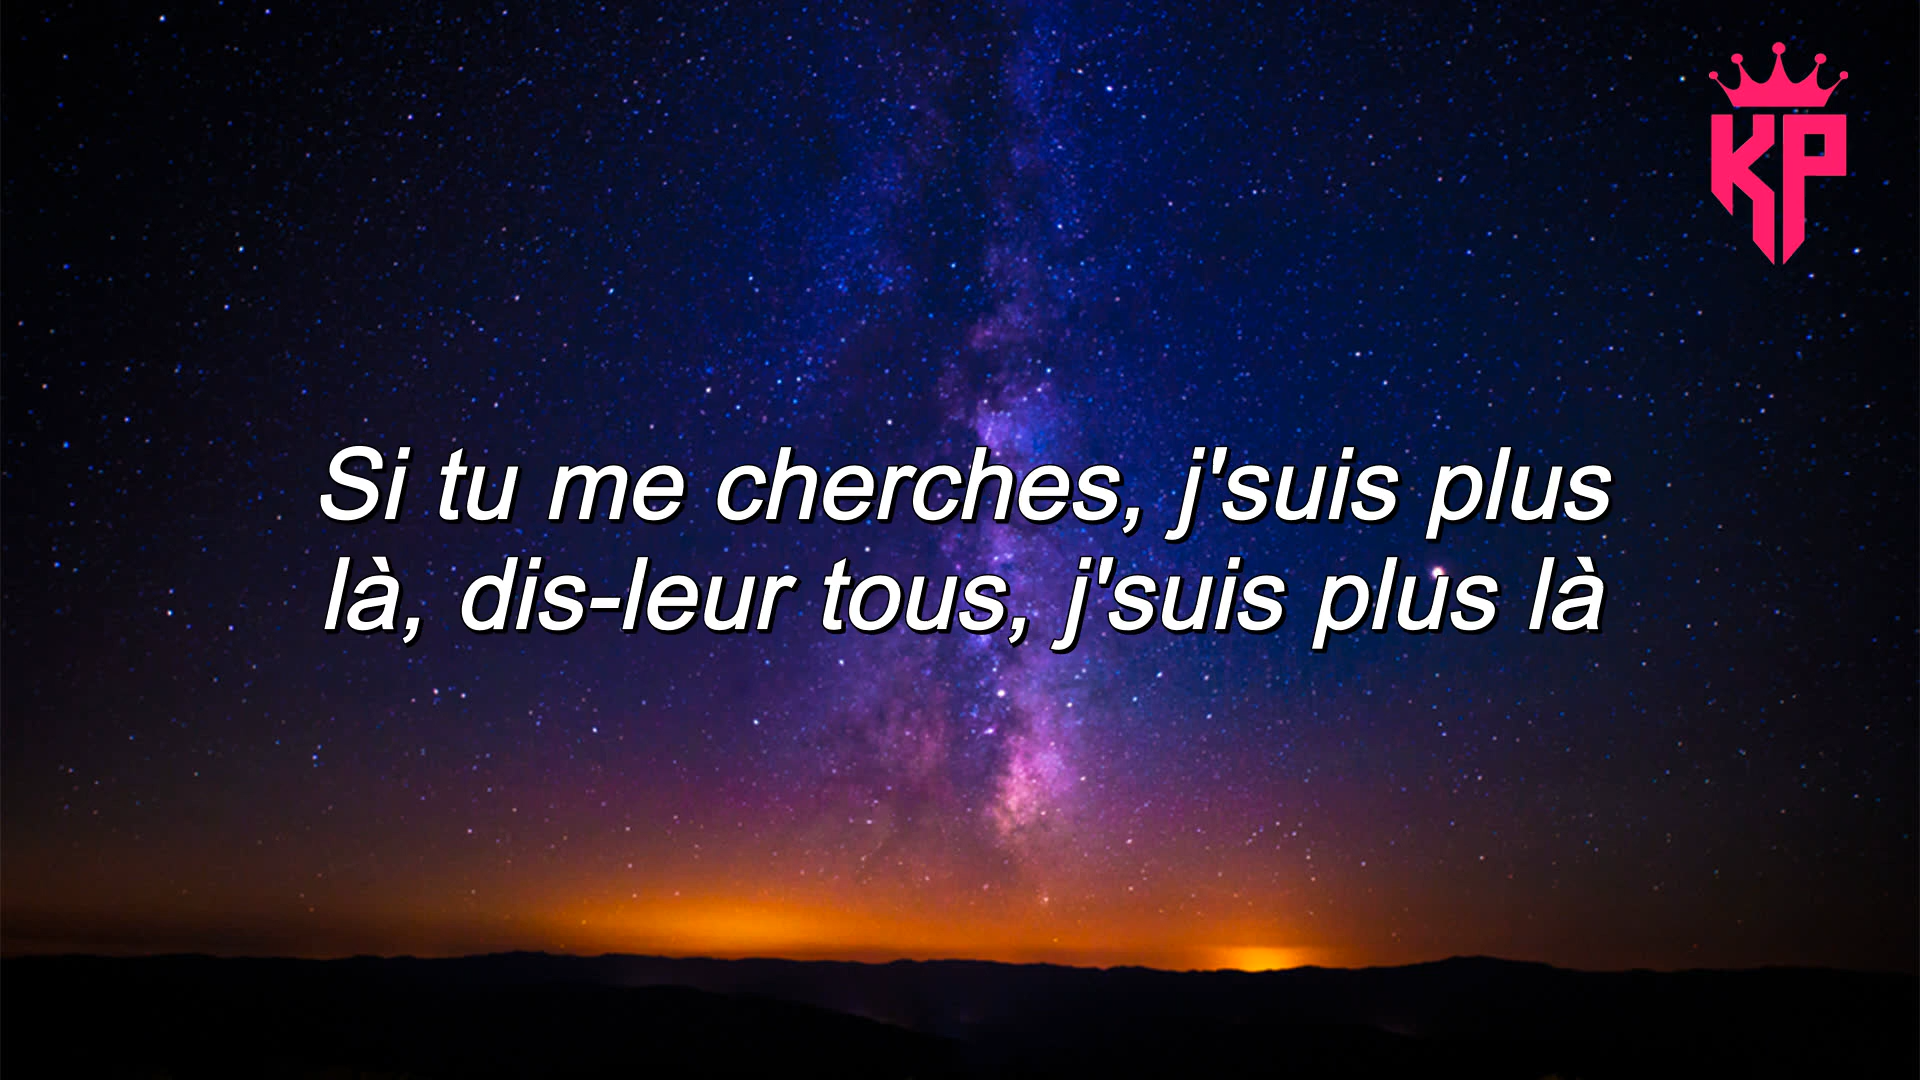 KP
Si tu me cherches, j'suis plus
là, dis-leur tous, j'suis plus là